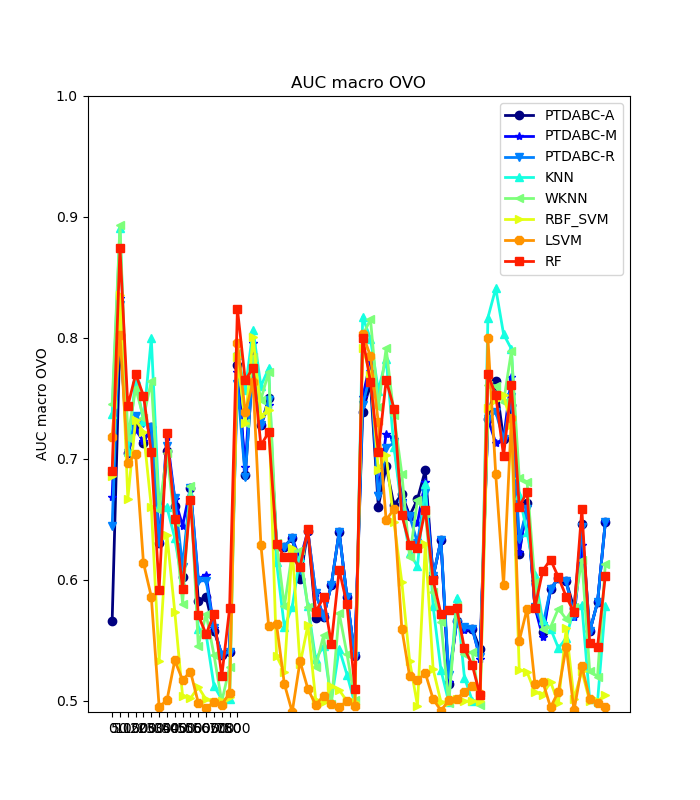 AUC macro OVO
1.0
PTDABC-A
PTDABC-M
PTDABC-R
KNN
WKNN
RBF_SVM
LSVM
RF
0.9
0.8
AUC macro OVO
0.7
0.6
0.5